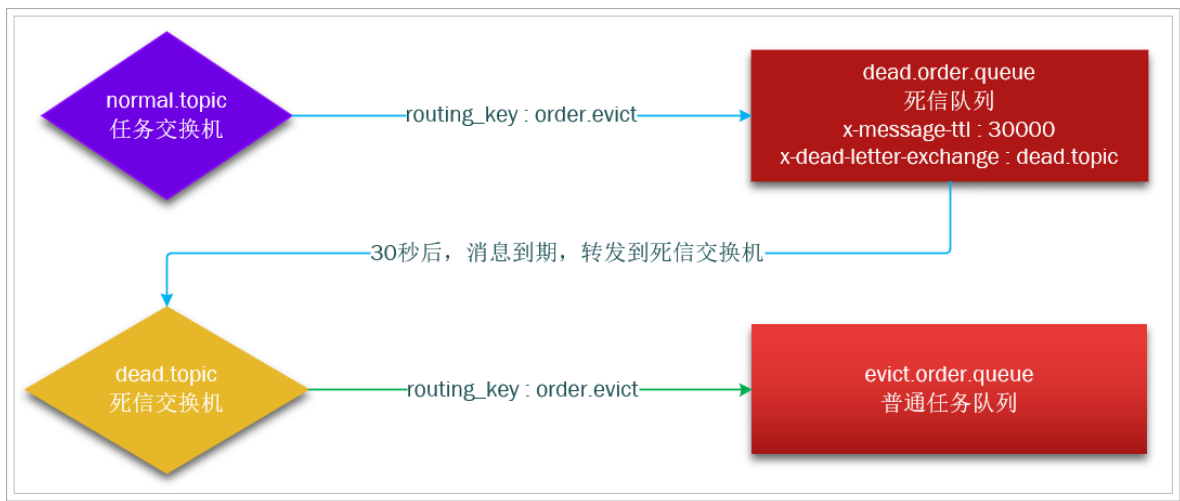 normal.topic
任务交换机
routing_key : order.evict
dead.order.queue
死信队列
x-message-ttl : 30000
x-dead-letter-exchange : dead.topic
30秒后，消息到期，转发到死信交换机
dead.topic
死信交换机
routing_key : order.evict
evict.order.queue
普通任务队列